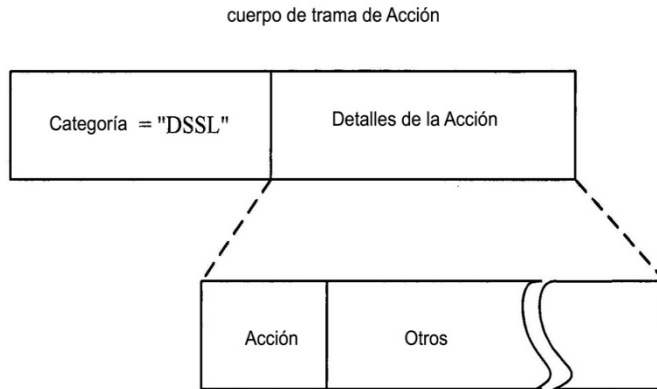 cuerpo de trama de Acción
Categoría = "DSSL"
Detalles de la Acción
Acción
Otros